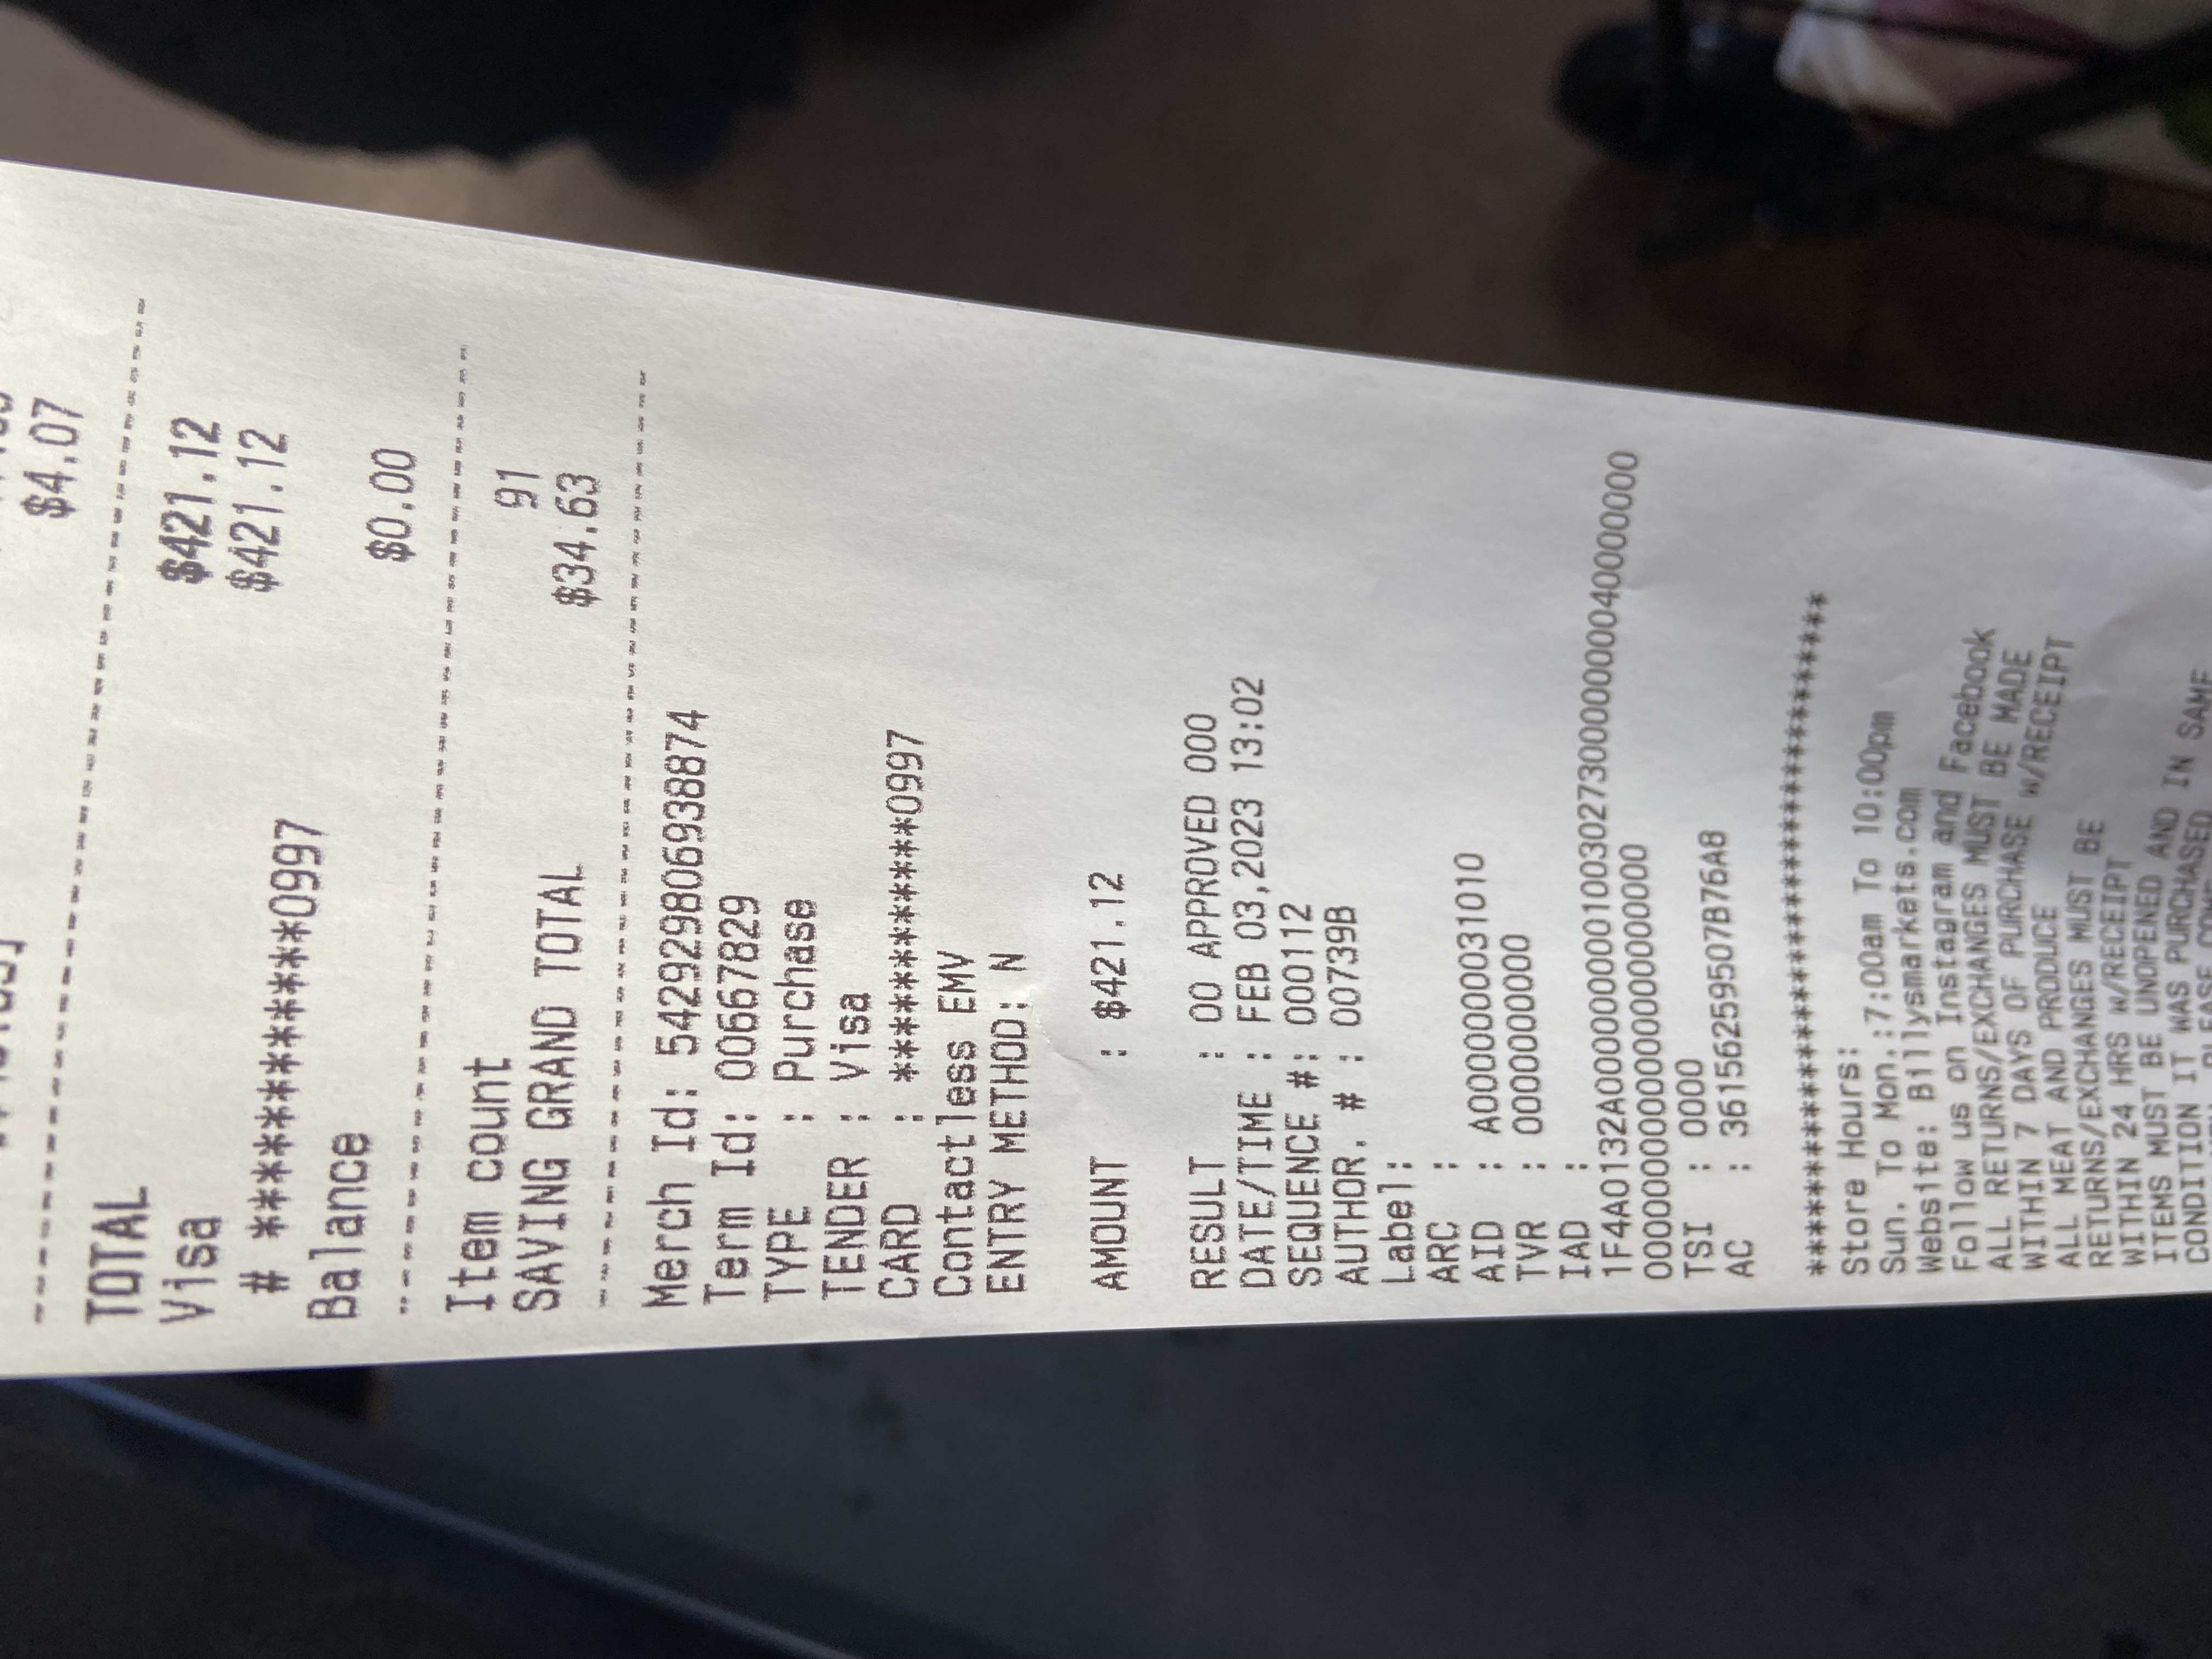 $4.07
TOTAL $421.12
Visa $421.12
# ************0997
Balance $0.00
Item count 91
SAVING GRAND TOTAL $34.63
Merch Id: 542929806938874
Term Id: 00667829
TYPE : Purchase
TENDER : Visa
CARD : ************0997
Contactless EMV
ENTRY METHOD: N
AMOUNT : $421.12
RESULT : 00 APPROVED 000
DATE/TIME : FEB 03,2023 13:02
SEQUENCE #: 000112
AUTHOR. # : 00739B
Label:
ARC :
AID : A0000000031010
TVR : 0000000000
IAD :
1F4A0132A0000000001003027300000000040000000
00000000000000000000000
TSI : 0000
AC : 36156259507B76A8
***********************************
Store Hours:
Sun. To Mon.:7:00am To 10:00pm
Website: Billysmarkets.com
Follow us on Instagram and Facebook
ALL RETURNS/EXCHANGES MUST BE MADE
WITHIN 7 DAYS OF PURCHASE w/RECEIPT
ALL MEAT AND PRODUCE
RETURNS/EXCHANGES MUST BE
WITHIN 24 HRS w/RECEIPT
ITEMS MUST BE UNOPENED AND IN SAME
CONDITION IT WAS PURCHASED
PLEASE COME